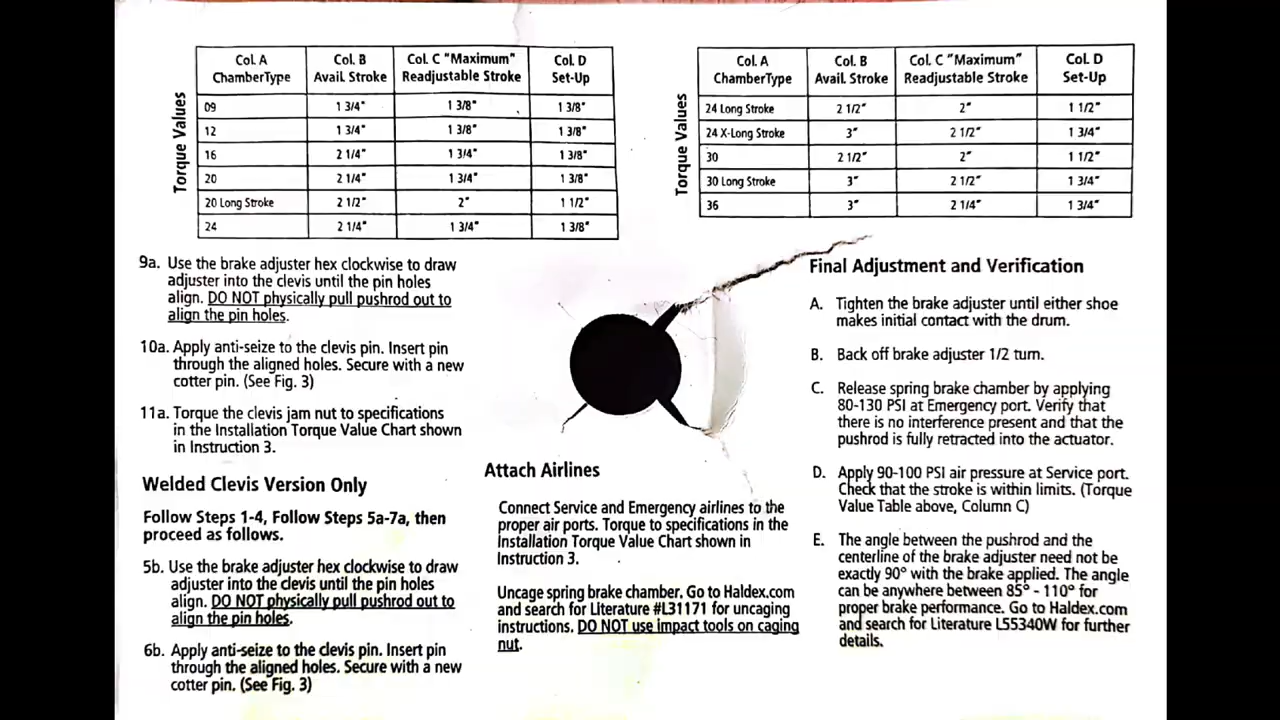 Torque Values
Col. A Col. B Col. C "Maximum" Col. D
ChamberType Avail. Stroke Readjustable Stroke Set-Up
09 1 3/4" 1 3/8" 1 3/8"
12 1 3/4" 1 3/8" 1 3/8"
16 2 1/4" 1 3/4" 1 3/8"
20 2 1/4" 1 3/4" 1 3/8"
20 Long Stroke 2 1/2" 2" 1 1/2"
24 2 1/4" 1 3/4" 1 3/8"
Torque Values
Col. A Col. B Col. C "Maximum" Col. D
ChamberType Avail. Stroke Readjustable Stroke Set-Up
24 Long Stroke 2 1/2" 2" 1 1/2"
24 X-Long Stroke 3" 2 1/2" 1 3/4"
30 2 1/2" 2" 1 1/2"
30 Long Stroke 3" 2 1/2" 1 3/4"
36 3" 2 1/4" 1 3/4"
9a. Use the brake adjuster hex clockwise to draw
adjuster into the clevis until the pin holes
align. DO NOT physically pull pushrod out to
align the pin holes.
10a. Apply anti-seize to the clevis pin. Insert pin
through the aligned holes. Secure with a new
cotter pin. (See Fig. 3)
11a. Torque the clevis jam nut to specifications
in the Installation Torque Value Chart shown
in Instruction 3.
Welded Clevis Version Only
Follow Steps 1-4, Follow Steps 5a-7a, then
proceed as follows.
5b. Use the brake adjuster hex clockwise to draw
adjuster into the clevis until the pin holes
align. DO NOT physically pull pushrod out to
align the pin holes.
6b. Apply anti-seize to the clevis pin. Insert pin
through the aligned holes. Secure with a new
cotter pin. (See Fig. 3)
Attach Airlines
Connect Service and Emergency airlines to the
proper air ports. Torque to specifications in the
Installation Torque Value Chart shown in
Instruction 3.
Uncage spring brake chamber. Go to Haldex.com
and search for Literature #L31171 for uncaging
instructions. DO NOT use impact tools on caging
nut.
Final Adjustment and Verification
A. Tighten the brake adjuster until either shoe
makes initial contact with the drum.
B. Back off brake adjuster 1/2 turn.
C. Release spring brake chamber by applying
80-130 PSI at Emergency port. Verify that
there is no interference present and that the
pushrod is fully retracted into the actuator.
D. Apply 90-100 PSI air pressure at Service port.
Check that the stroke is within limits. (Torque
Value Table above, Column C)
E. The angle between the pushrod and the
centerline of the brake adjuster need not be
exactly 90° with the brake applied. The angle
can be anywhere between 85° - 110° for
proper brake performance. Go to Haldex.com
and search for Literature L55340W for further
details.